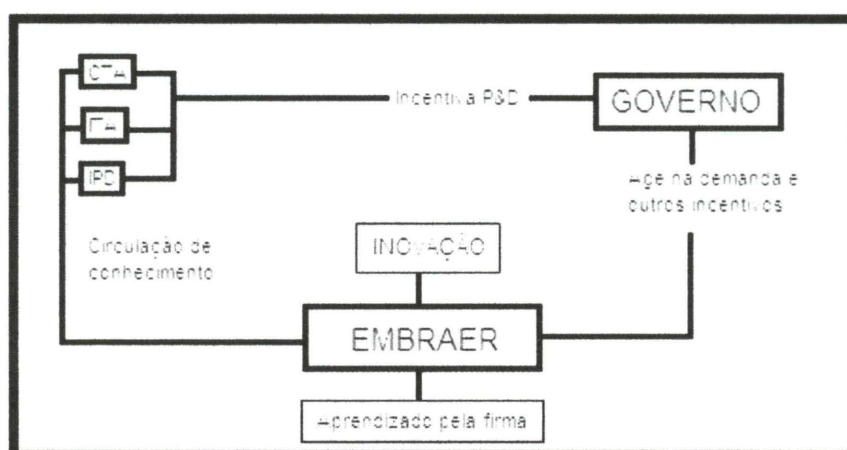 CTA
Incentiva P&D
GOVERNO
ITA
IPD
Age na demanda e
outros incentivos
Circulação de
conhecimento
INOVAÇÃO
EMBRAER
Aprendizado pela firma